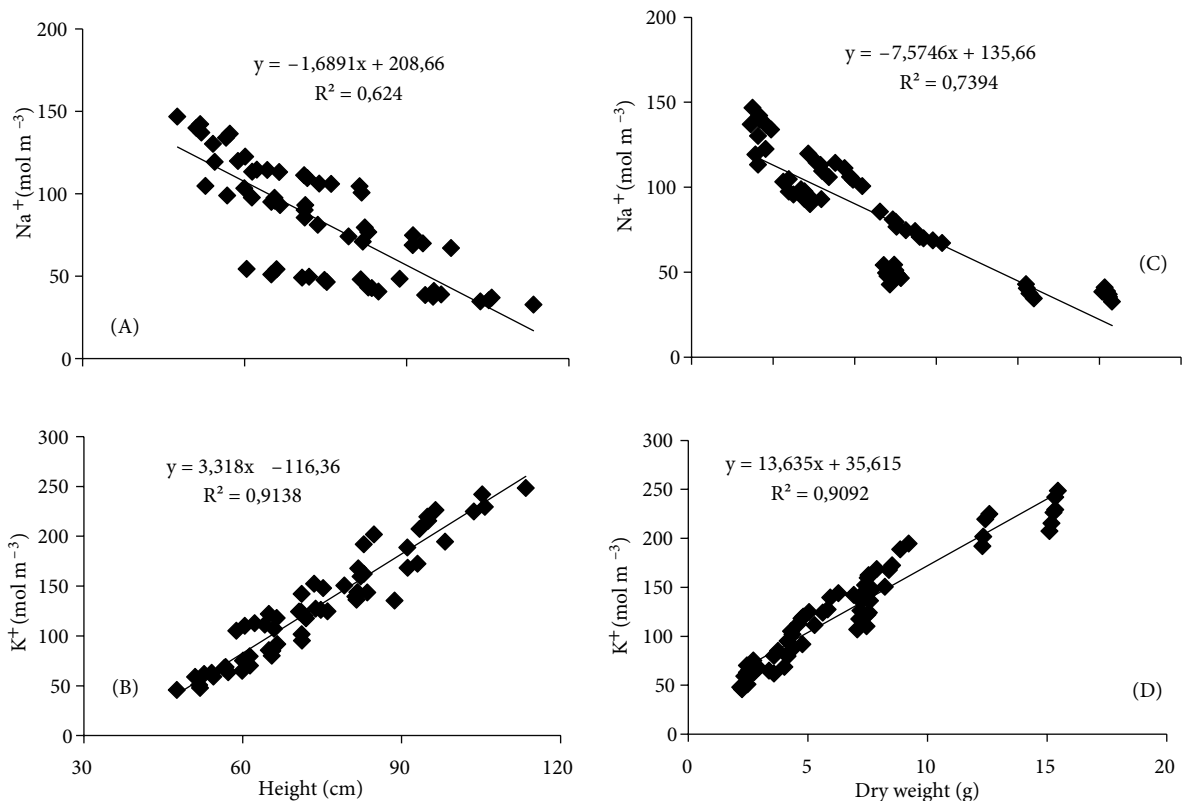 200
150
100
50
0
Na⁺ (mol m⁻³)
y = −1,6891x + 208,66
R² = 0,624
(A)
200
150
100
50
0
Na⁺ (mol m⁻³)
y = −7,5746x + 135,66
R² = 0,7394
(C)
300
250
200
150
100
50
0
K⁺ (mol m⁻³)
y = 3,318x −116,36
R² = 0,9138
(B)
30 60 90 120
Height (cm)
300
250
200
150
100
50
0
K⁺ (mol m⁻³)
y = 13,635x + 35,615
R² = 0,9092
(D)
0 5 10 15 20
Dry weight (g)